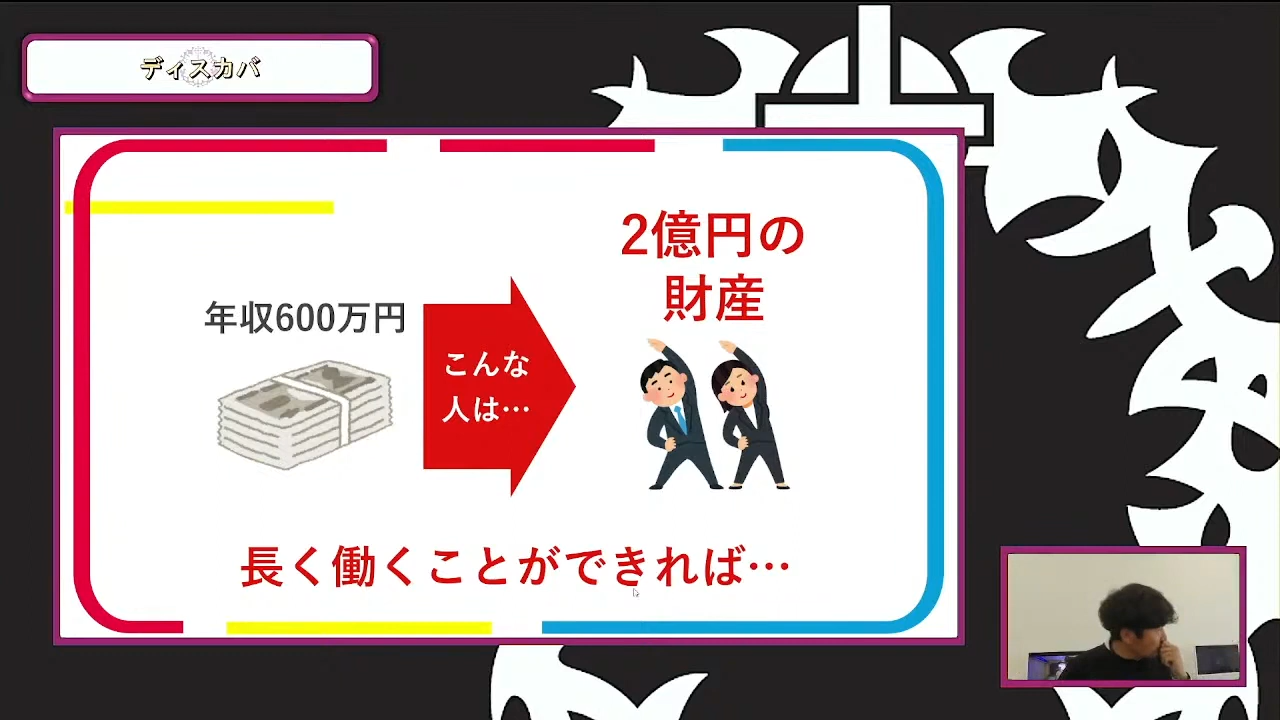 ディスカバ
2億円の
財産
年収600万円
こんな
人は…
長く働くことができれば…